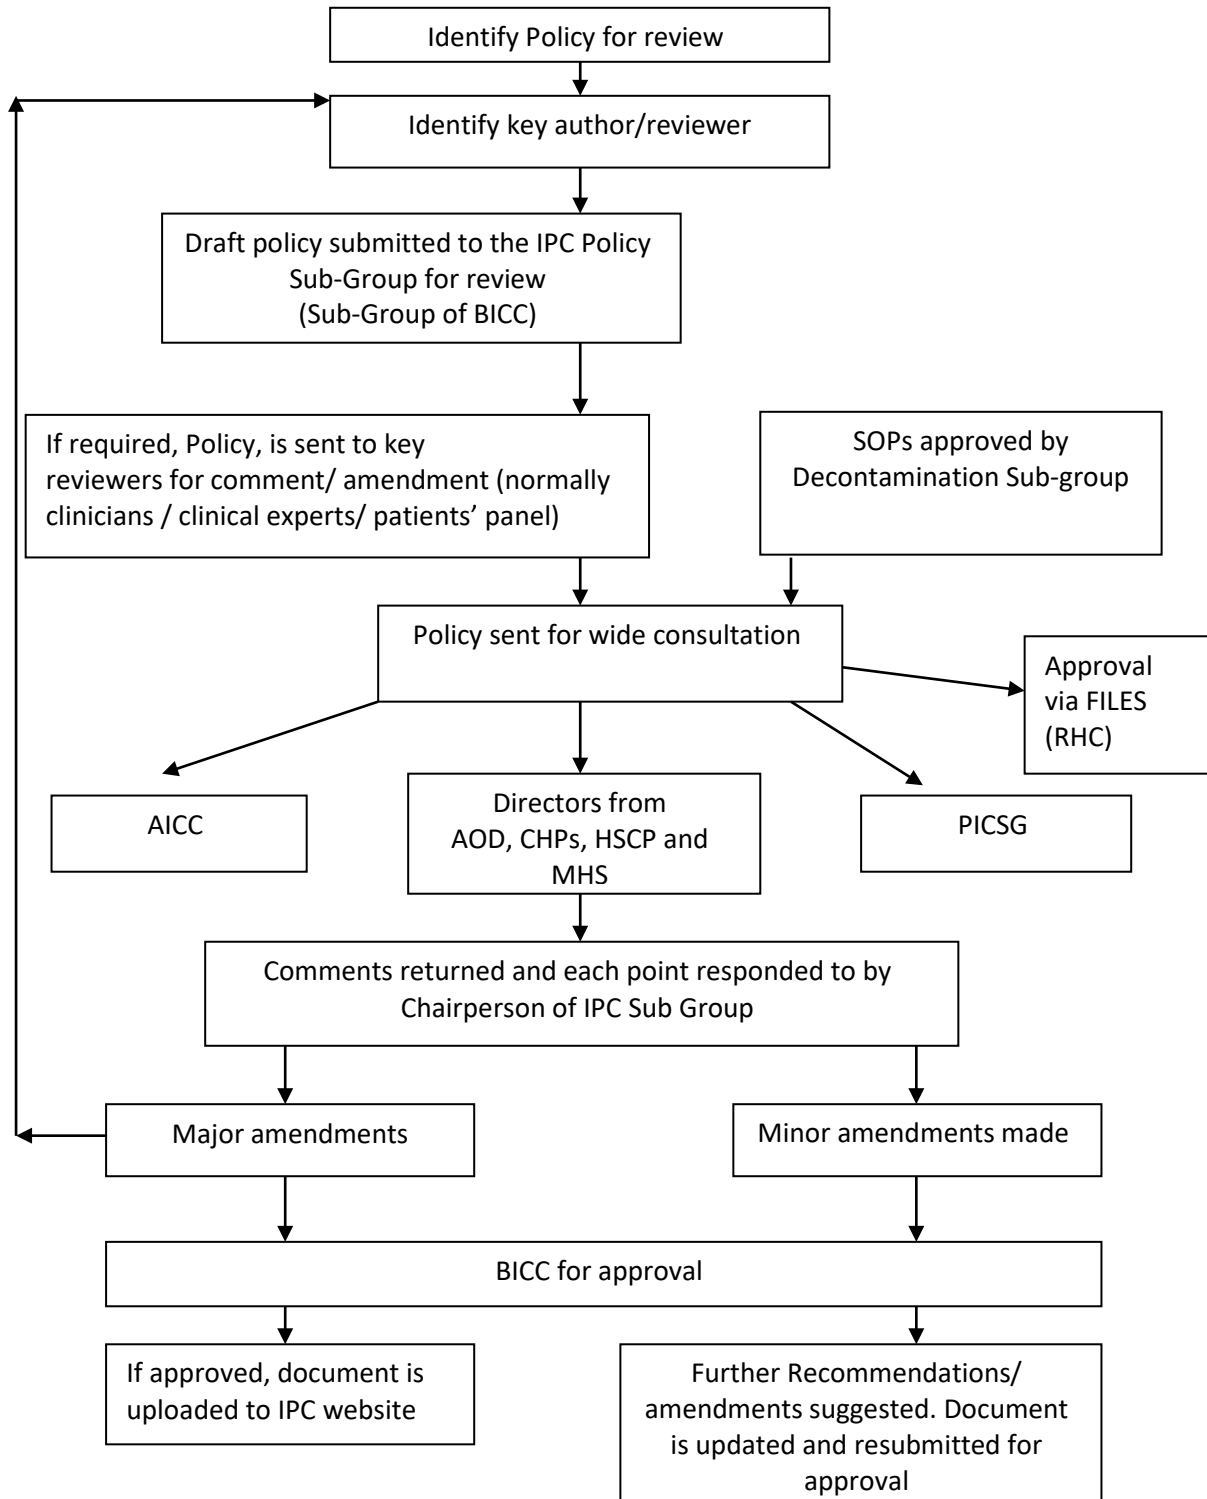 Identify Policy for review
Identify key author/reviewer
Draft policy submitted to the IPC Policy
Sub-Group for review
(Sub-Group of BICC)
If required, Policy, is sent to key
reviewers for comment/ amendment (normally
clinicians / clinical experts/ patients’ panel)
SOPs approved by
Decontamination Sub-group
Policy sent for wide consultation
Approval
via FILES
(RHC)
AICC
Directors from
AOD, CHPs, HSCP and
MHS
PICSG
Comments returned and each point responded to by
Chairperson of IPC Sub Group
Major amendments
Minor amendments made
BICC for approval
If approved, document is
uploaded to IPC website
Further Recommendations/
amendments suggested. Document
is updated and resubmitted for
approval